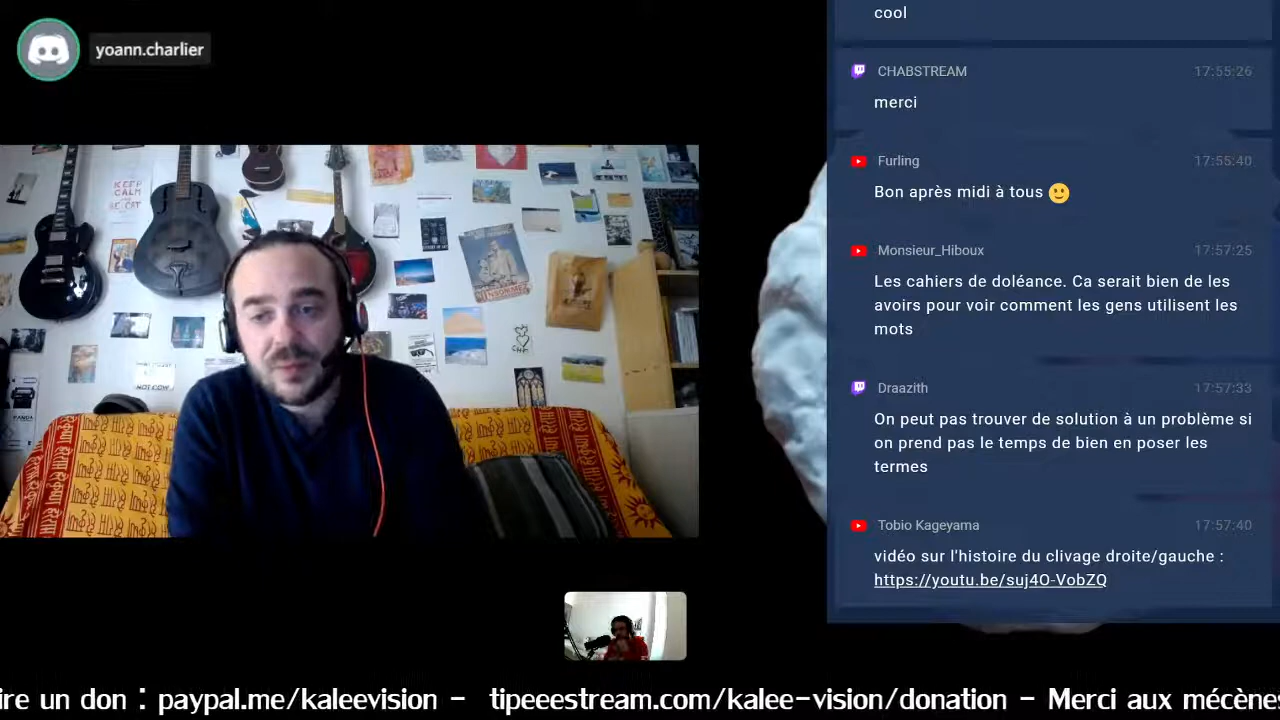 yoann.charlier
cool
CHABSTREAM 17:55:26
merci
Furling 17:55:40
Bon après midi à tous 🙂
Monsieur_Hiboux 17:57:25
Les cahiers de doléance. Ca serait bien de les
avoirs pour voir comment les gens utilisent les
mots
Draazith 17:57:33
On peut pas trouver de solution à un problème si
on prend pas le temps de bien en poser les
termes
Tobio Kageyama 17:57:40
vidéo sur l'histoire du clivage droite/gauche :
https://youtu.be/suj4O-VobZQ
KEEP
CALM
INSOUMISE
ire un don : paypal.me/kaleevision - tipeeestream.com/kalee-vision/donation - Merci aux mécènes